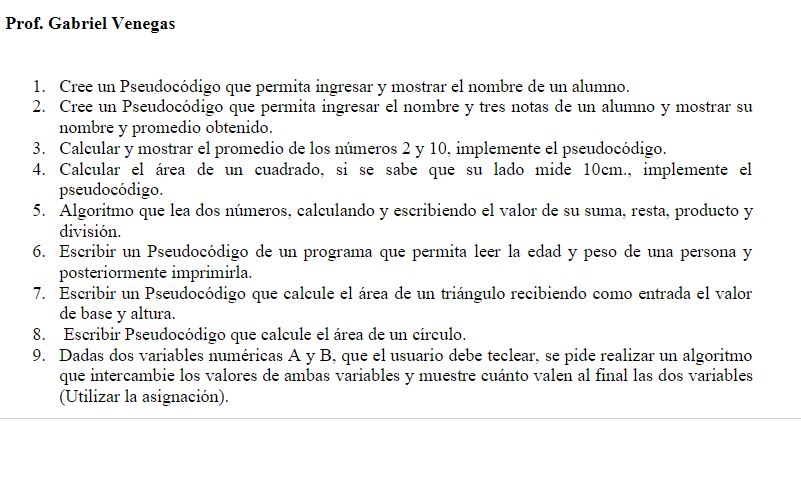 Prof. Gabriel Venegas
1. Cree un Pseudocódigo que permita ingresar y mostrar el nombre de un alumno.
2. Cree un Pseudocódigo que permita ingresar el nombre y tres notas de un alumno y mostrar su
nombre y promedio obtenido.
3. Calcular y mostrar el promedio de los números 2 y 10, implemente el pseudocódigo.
4. Calcular el área de un cuadrado, si se sabe que su lado mide 10cm., implemente el
pseudocódigo.
5. Algoritmo que lea dos números, calculando y escribiendo el valor de su suma, resta, producto y
división.
6. Escribir un Pseudocódigo de un programa que permita leer la edad y peso de una persona y
posteriormente imprimirla.
7. Escribir un Pseudocódigo que calcule el área de un triángulo recibiendo como entrada el valor
de base y altura.
8. Escribir Pseudocódigo que calcule el área de un círculo.
9. Dadas dos variables numéricas A y B, que el usuario debe teclear, se pide realizar un algoritmo
que intercambie los valores de ambas variables y muestre cuánto valen al final las dos variables
(Utilizar la asignación).